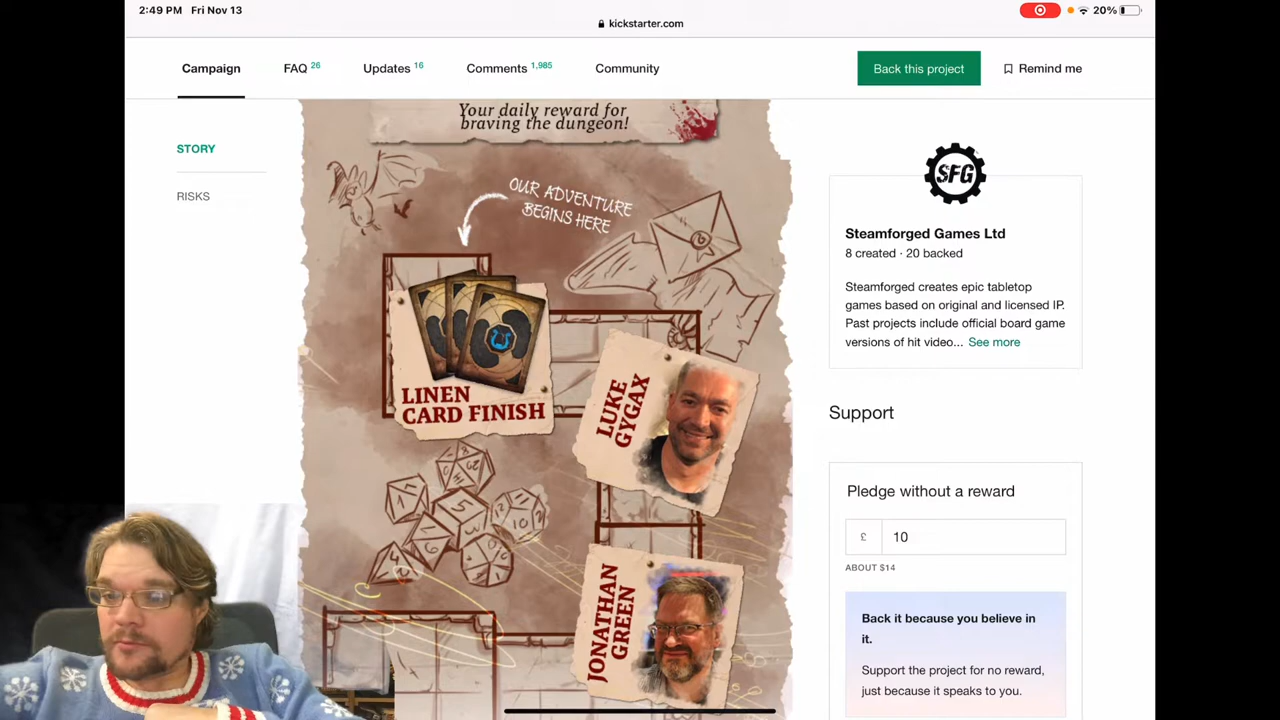 2:49 PM Fri Nov 13
20%
kickstarter.com
Campaign
FAQ 26
Updates 16
Comments 1,985
Community
Back this project
Remind me
STORY
RISKS
Your daily reward for
braving the dungeon!
OUR ADVENTURE
BEGINS HERE
LINEN
CARD FINISH
LUKE
GYGAX
JONATHAN
GREEN
SFG
Steamforged Games Ltd
8 created · 20 backed
Steamforged creates epic tabletop
games based on original and licensed IP.
Past projects include official board game
versions of hit video... See more
Support
Pledge without a reward
£ 10
ABOUT $14
Back it because you believe in
it.
Support the project for no reward,
just because it speaks to you.